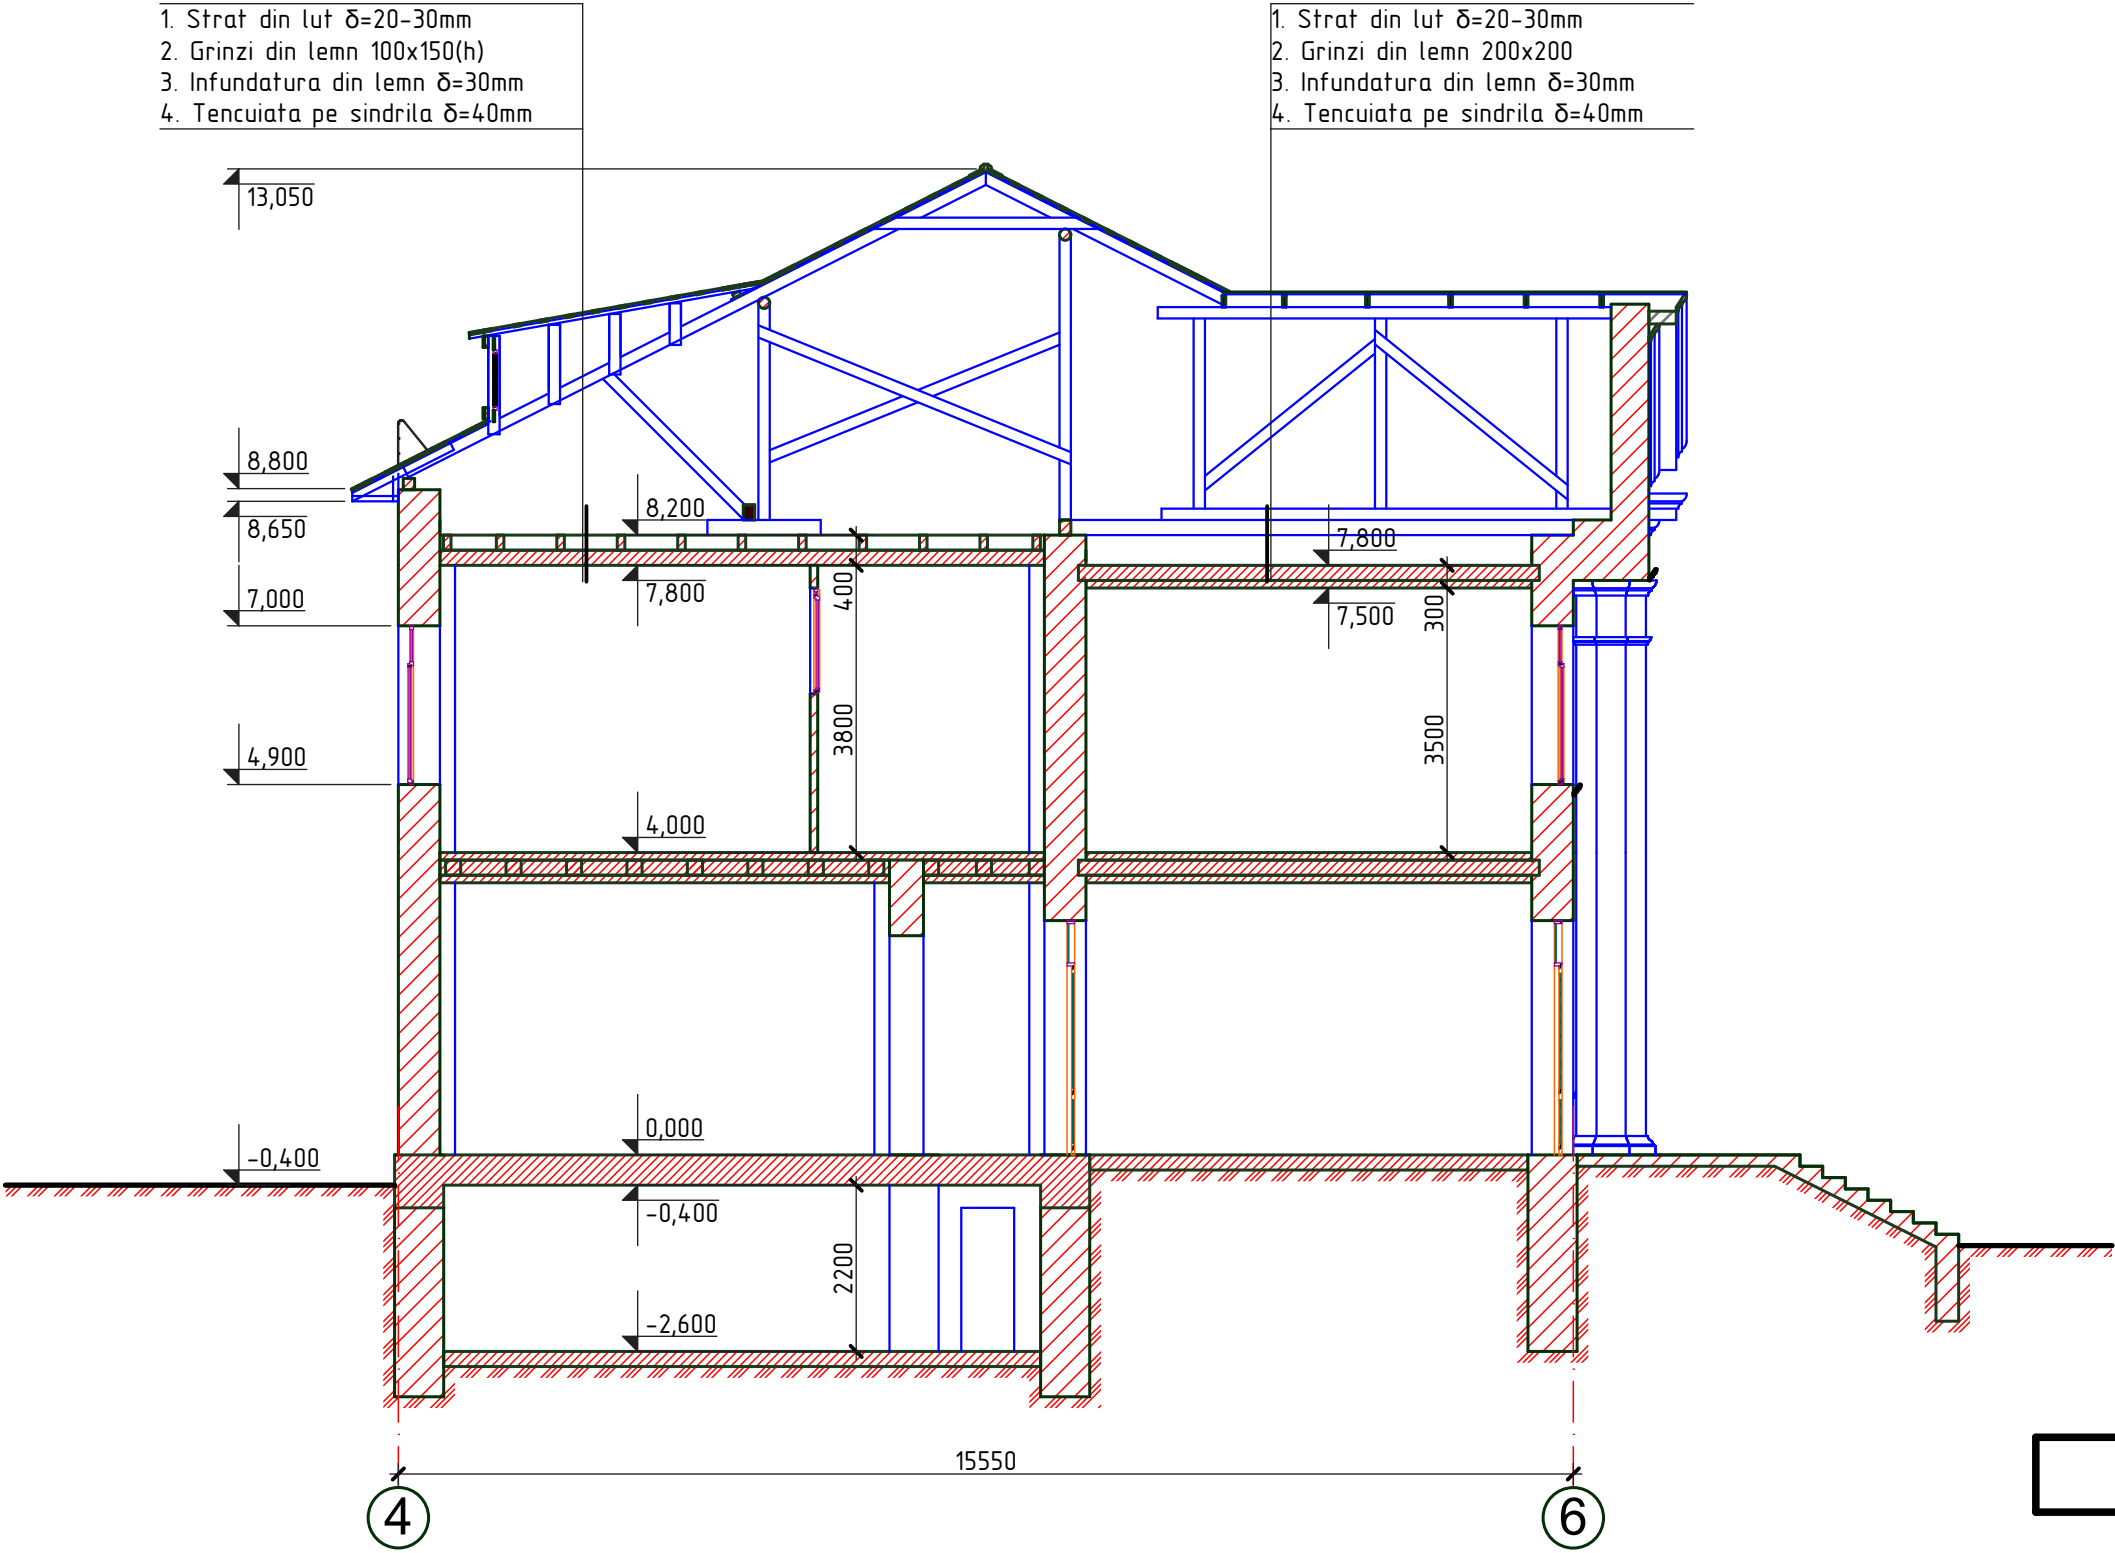 1. Strat din lut δ=20-30mm
2. Grinzi din lemn 100x150(h)
3. Infundatura din lemn δ=30mm
4. Tencuiata pe sindrila δ=40mm
1. Strat din lut δ=20-30mm
2. Grinzi din lemn 200x200
3. Infundatura din lemn δ=30mm
4. Tencuiata pe sindrila δ=40mm
13,050
8,800
8,650
8,200
7,800
7,000
7,800
400
7,500
300
4,900
3800
3500
4,000
0,000
-0,400
-0,400
2200
-2,600
15550
4
6